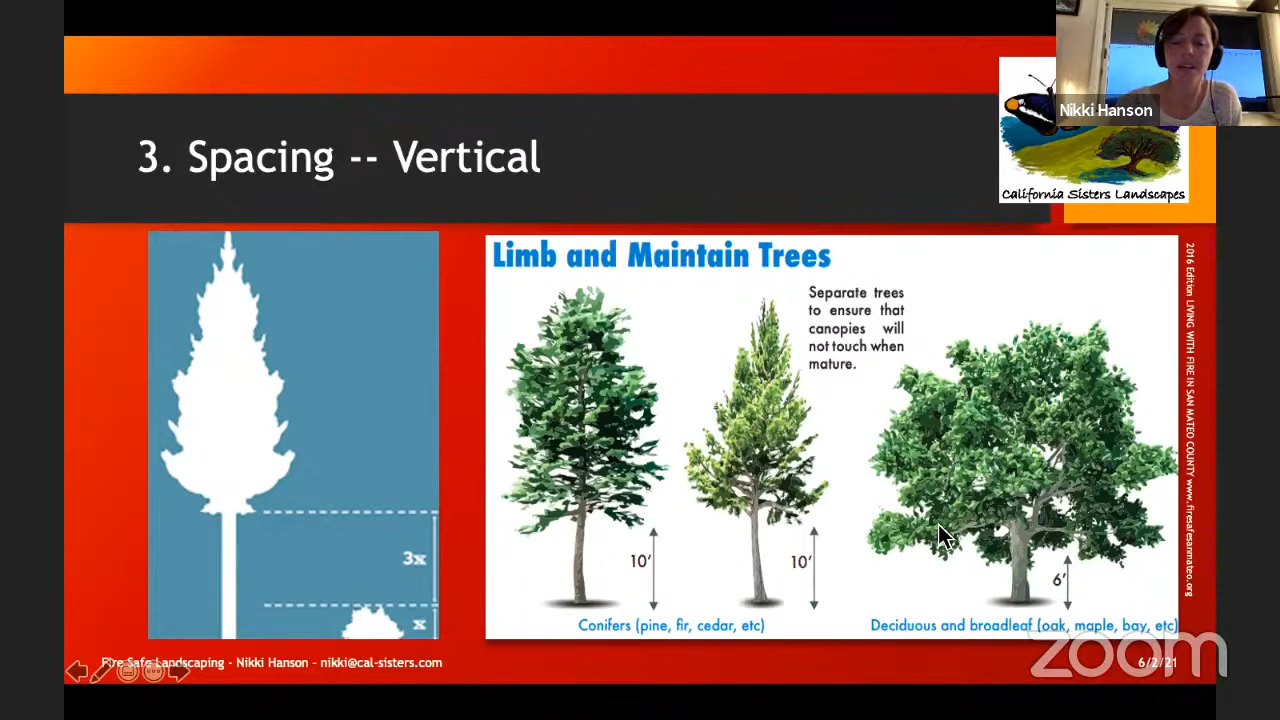 Nikki Hanson
California Sisters Landscapes
3. Spacing -- Vertical
3x
x
Limb and Maintain Trees
Separate trees
to ensure that
canopies will
not touch when
mature.
10'
10'
6'
Conifers (pine, fir, cedar, etc)
Deciduous and broadleaf (oak, maple, bay, etc)
2016 Edition LIVING WITH FIRE IN SAN MATEO COUNTY www.firesafesanmateo.org
Fire Safe Landscaping - Nikki Hanson – nikki@cal-sisters.com
6/2/21
zoom